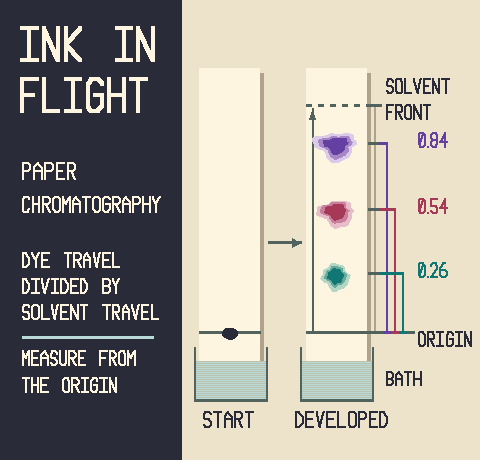 INK IN
FLIGHT
PAPER
CHROMATOGRAPHY
DYE TRAVEL
DIVIDED BY
SOLVENT TRAVEL
MEASURE FROM
THE ORIGIN
SOLVENT
FRONT
0.84
0.54
0.26
ORIGIN
BATH
START
DEVELOPED